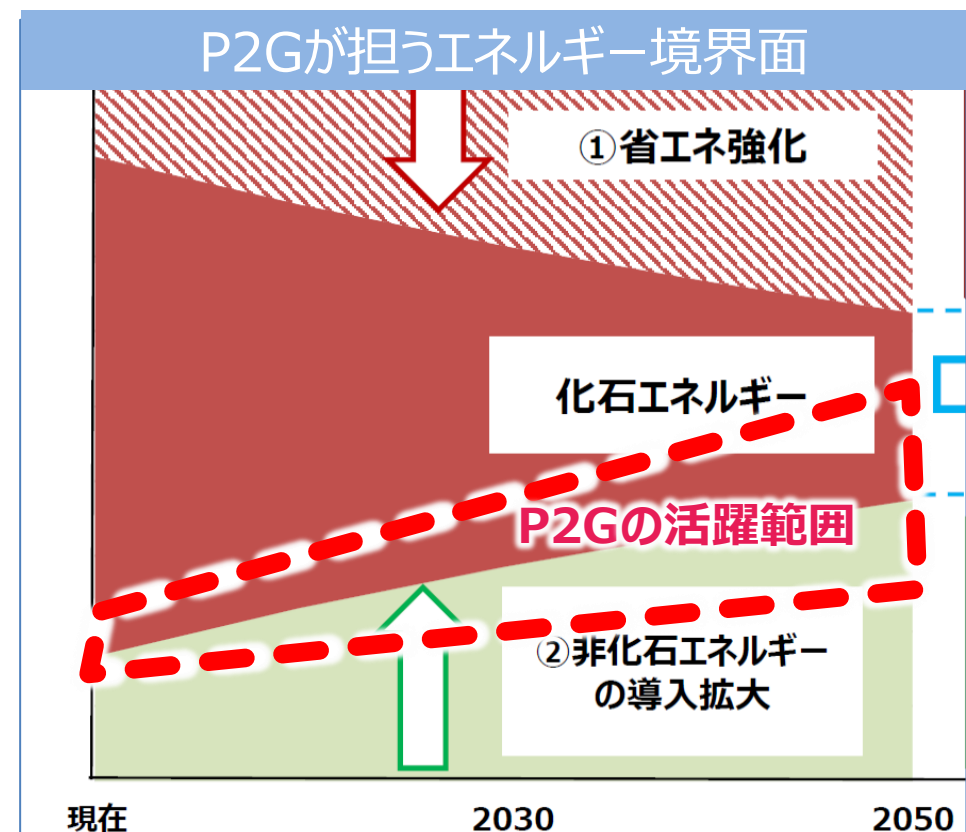 P2Gが担うエネルギー境界面
①省エネ強化
化石エネルギー
P2Gの活躍範囲
②非化石エネルギー
の導入拡大
現在
2030
2050